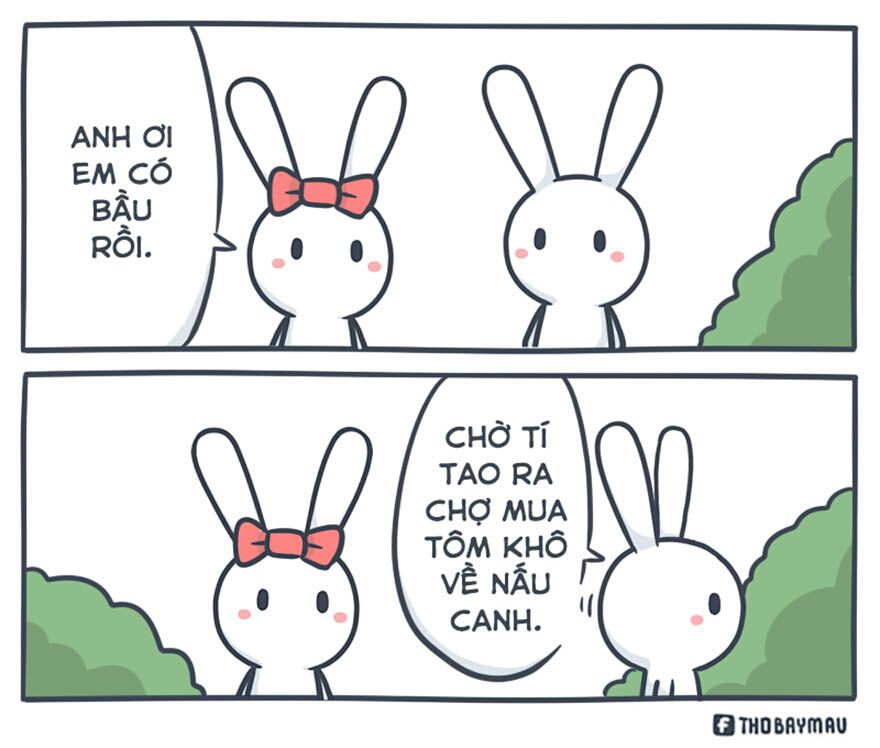 ANH ƠI
EM CÓ
BẦU
RỒI.
CHỜ TÍ
TAO RA
CHỢ MUA
TÔM KHÔ
VỀ NẤU
CANH.
THOBAYMAU